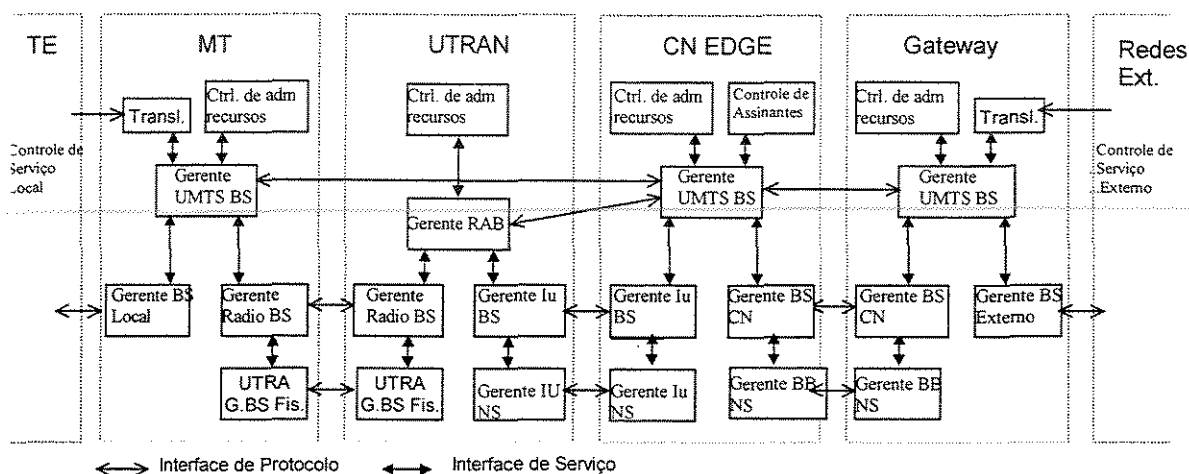 TE
MT
UTRAN
CN EDGE
Gateway
Redes
Ext.
Transl.
Ctrl. de adm
recursos
Ctrl. de adm
recursos
Ctrl. de adm
recursos
Controle de
Assinantes
Ctrl. de adm
recursos
Transl.
Controle de
Serviço
Local
Controle de
Serviço
Externo
Gerente
UMTS BS
Gerente RAB
Gerente
UMTS BS
Gerente
UMTS BS
Gerente BS
Local
Gerente
Radio BS
Gerente
Radio BS
Gerente Iu
BS
Gerente Iu
BS
Gerente BS
CN
Gerente BS
CN
Gerente BS
Externo
UTRA
G.BS Fis.
UTRA
G.BS Fis.
Gerente IU
NS
Gerente Iu
NS
Gerente BB
NS
Gerente BB
NS
Interface de Protocolo
Interface de Serviço